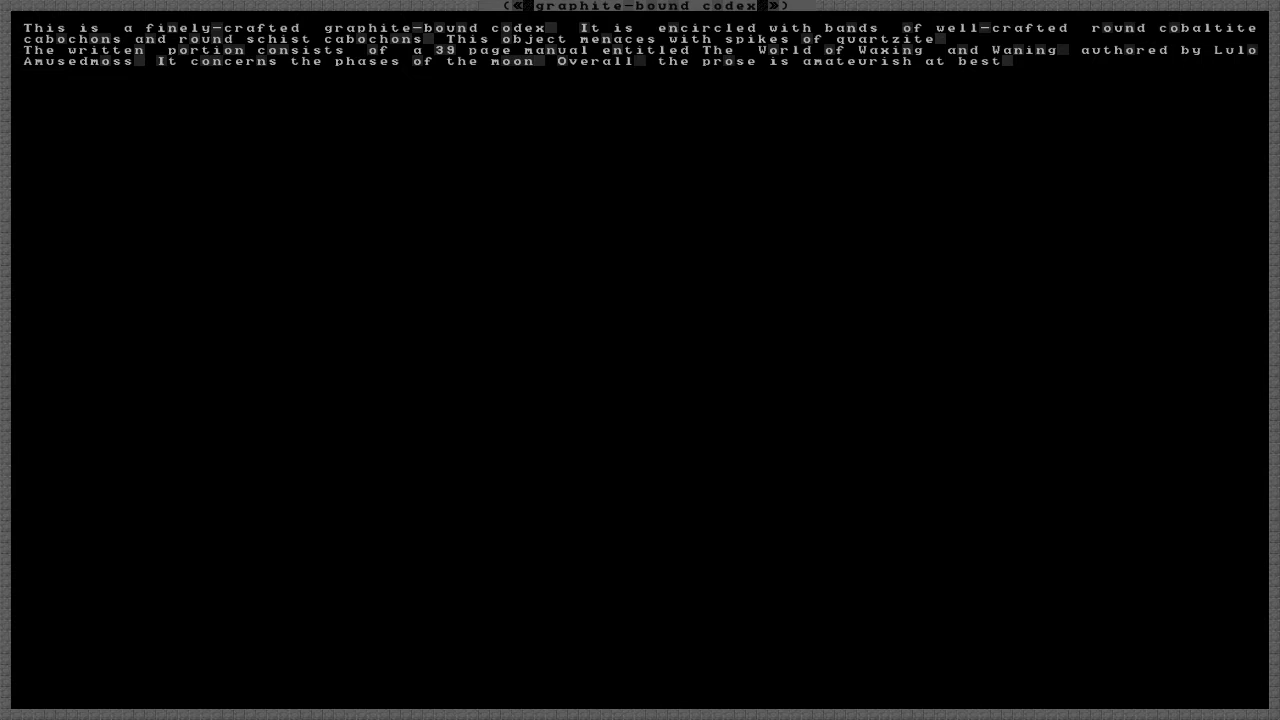 («graphite-bound codex»)
This is a finely-crafted graphite-bound codex It is encircled with bands of well-crafted round cobaltite
cabochons and round schist cabochons This object menaces with spikes of quartzite
The written portion consists of a 39 page manual entitled The World of Waxing and Waning authored by Lulo
Amusedmoss It concerns the phases of the moon Overall the prose is amateurish at best